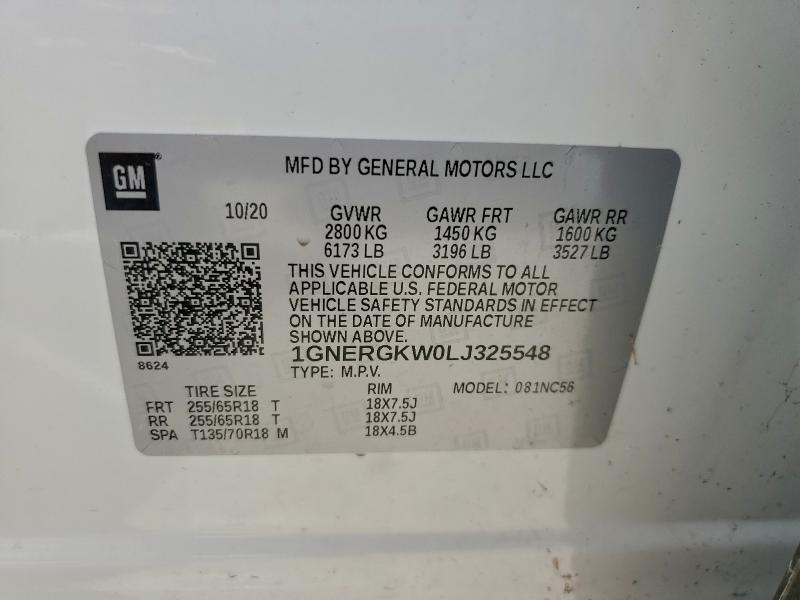 GM
MFD BY GENERAL MOTORS LLC
10/20 GVWR GAWR FRT GAWR RR
2800 KG 1450 KG 1600 KG
6173 LB 3196 LB 3527 LB
THIS VEHICLE CONFORMS TO ALL
APPLICABLE U.S. FEDERAL MOTOR
VEHICLE SAFETY STANDARDS IN EFFECT
ON THE DATE OF MANUFACTURE
SHOWN ABOVE.
1GNERGKW0LJ325548
8624
TYPE: M.P.V.
TIRE SIZE RIM MODEL: 081NC56
FRT 255/65R18 T 18X7.5J
RR 255/65R18 T 18X7.5J
SPA T135/70R18 M 18X4.5B